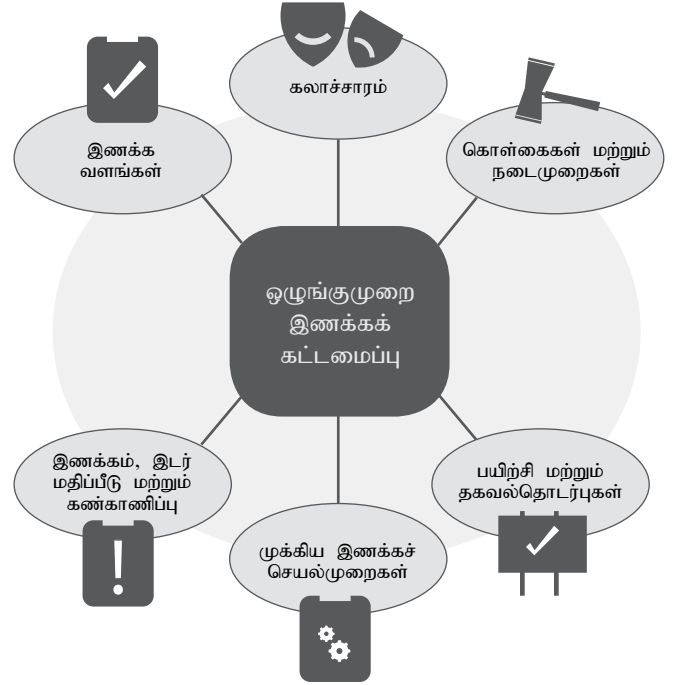 கலாச்சாரம்
இணக்க
வளங்கள்
கொள்கைகள் மற்றும்
நடைமுறைகள்
ஒழுங்குமுறை
இணக்கக்
கட்டமைப்பு
இணக்கம், இடர்
மதிப்பீடு மற்றும்
கண்காணிப்பு
பயிற்சி மற்றும்
தகவல்தொடர்புகள்
முக்கிய இணக்கச்
செயல்முறைகள்